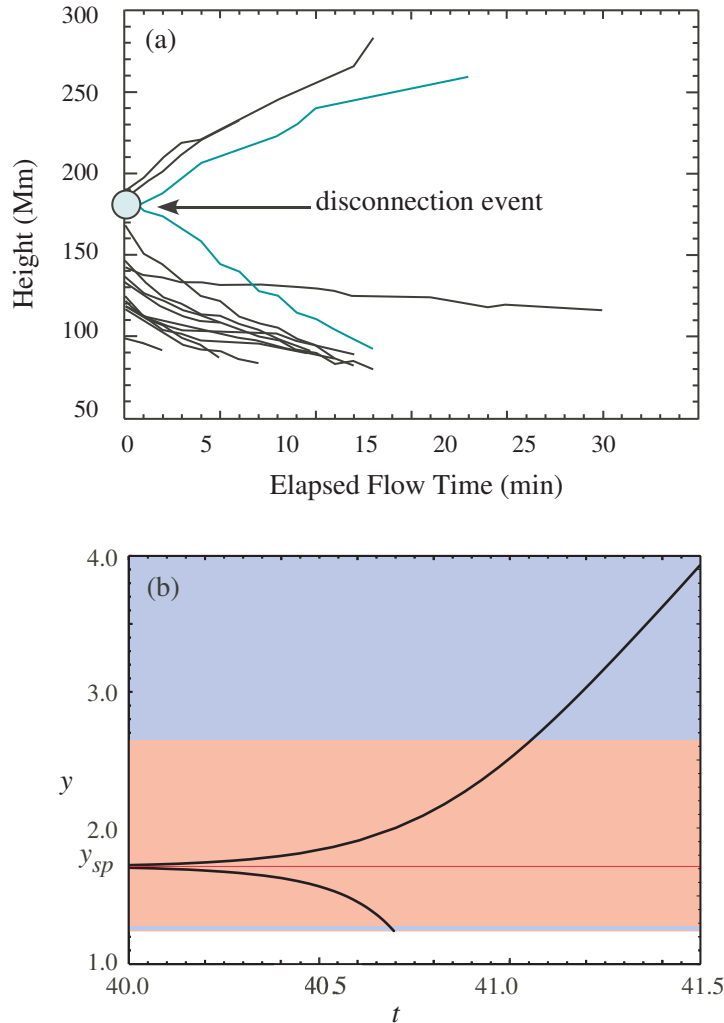 300
(a)
250
200
disconnection event
150
100
50
Height (Mm)
0 5 10 15 20 25 30
Elapsed Flow Time (min)
4.0
(b)
3.0
y
2.0
ysp
1.0
40.0 40.5 41.0 41.5
t